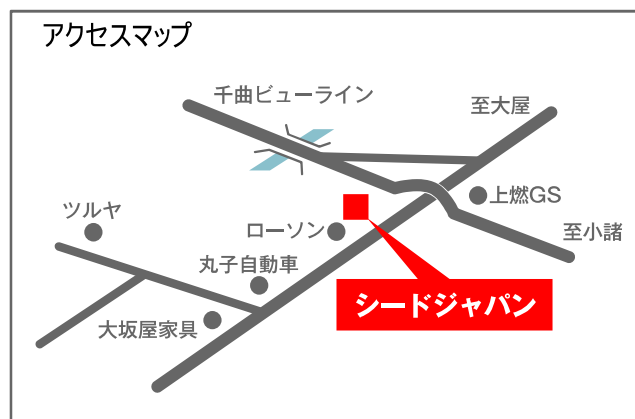 アクセスマップ
千曲ビューライン
至大屋
上燃GS
ツルヤ
ローソン
至小諸
丸子自動車
シードジャパン
大坂屋家具